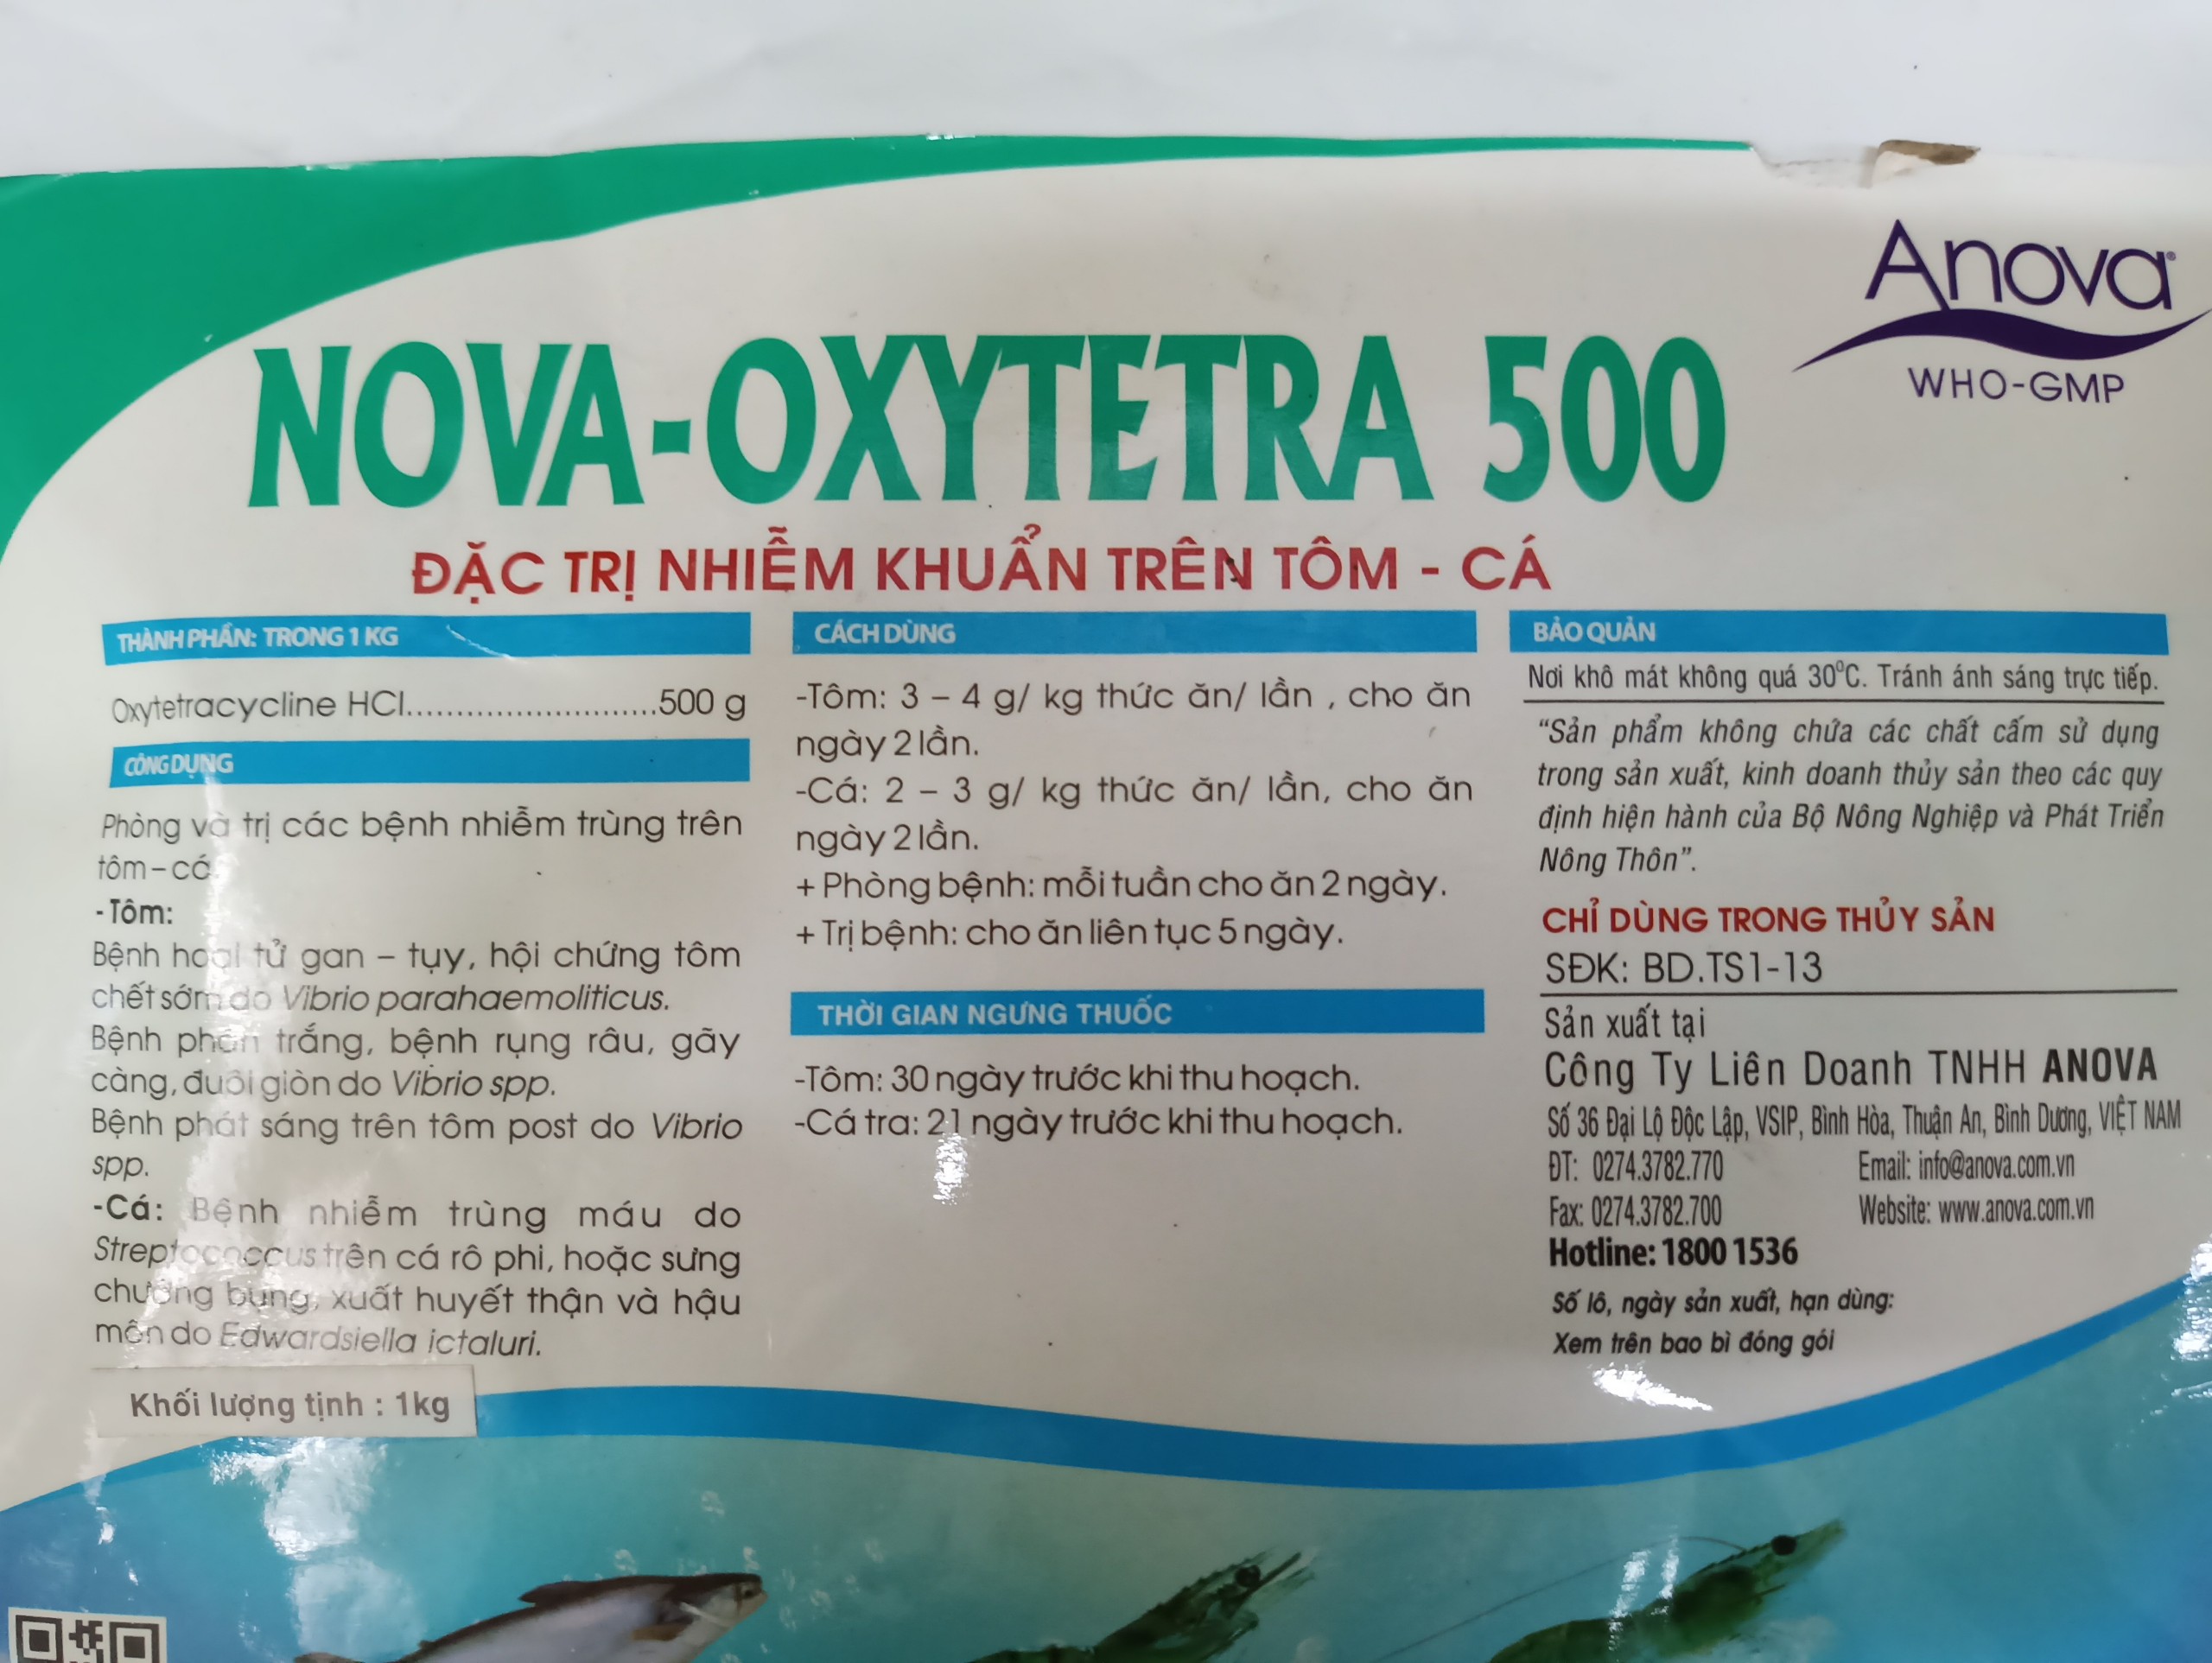 Anova
WHO-GMP
NOVA-OXYTETRA 500
ĐẶC TRỊ NHIỄM KHUẨN TRÊN TÔM - CÁ
THÀNH PHẦN: TRONG 1 KG
Oxytetracycline HCl.........................500 g
CÔNG DỤNG
Phòng và trị các bệnh nhiễm trùng trên
tôm – cá.
- Tôm:
Bệnh hoại tử gan – tụy, hội chứng tôm
chết sớm do Vibrio parahaemoliticus.
Bệnh phân trắng, bệnh rụng râu, gãy
càng, đuôi giòn do Vibrio spp.
Bệnh phát sáng trên tôm post do Vibrio
spp.
-Cá: Bệnh nhiễm trùng máu do
Streptococcus trên cá rô phi, hoặc sưng
chướng bụng, xuất huyết thận và hậu
môn do Edwardsiella ictaluri.
Khối lượng tịnh : 1kg
CÁCH DÙNG
-Tôm: 3 – 4 g/ kg thức ăn/ lần , cho ăn
ngày 2 lần.
-Cá: 2 – 3 g/ kg thức ăn/ lần, cho ăn
ngày 2 lần.
+ Phòng bệnh: mỗi tuần cho ăn 2 ngày.
+ Trị bệnh: cho ăn liên tục 5 ngày.
THỜI GIAN NGƯNG THUỐC
-Tôm: 30 ngày trước khi thu hoạch.
-Cá tra: 21 ngày trước khi thu hoạch.
BẢO QUẢN
Nơi khô mát không quá 30⁰C. Tránh ánh sáng trực tiếp.
“Sản phẩm không chứa các chất cấm sử dụng
trong sản xuất, kinh doanh thủy sản theo các quy
định hiện hành của Bộ Nông Nghiệp và Phát Triển
Nông Thôn”.
CHỈ DÙNG TRONG THỦY SẢN
SĐK: BD.TS1-13
Sản xuất tại
Công Ty Liên Doanh TNHH ANOVA
Số 36 Đại Lộ Độc Lập, VSIP, Bình Hòa, Thuận An, Bình Dương, VIỆT NAM
ĐT: 0274.3782.770 Email: info@anova.com.vn
Fax: 0274.3782.700 Website: www.anova.com.vn
Hotline: 1800 1536
Số lô, ngày sản xuất, hạn dùng:
Xem trên bao bì đóng gói